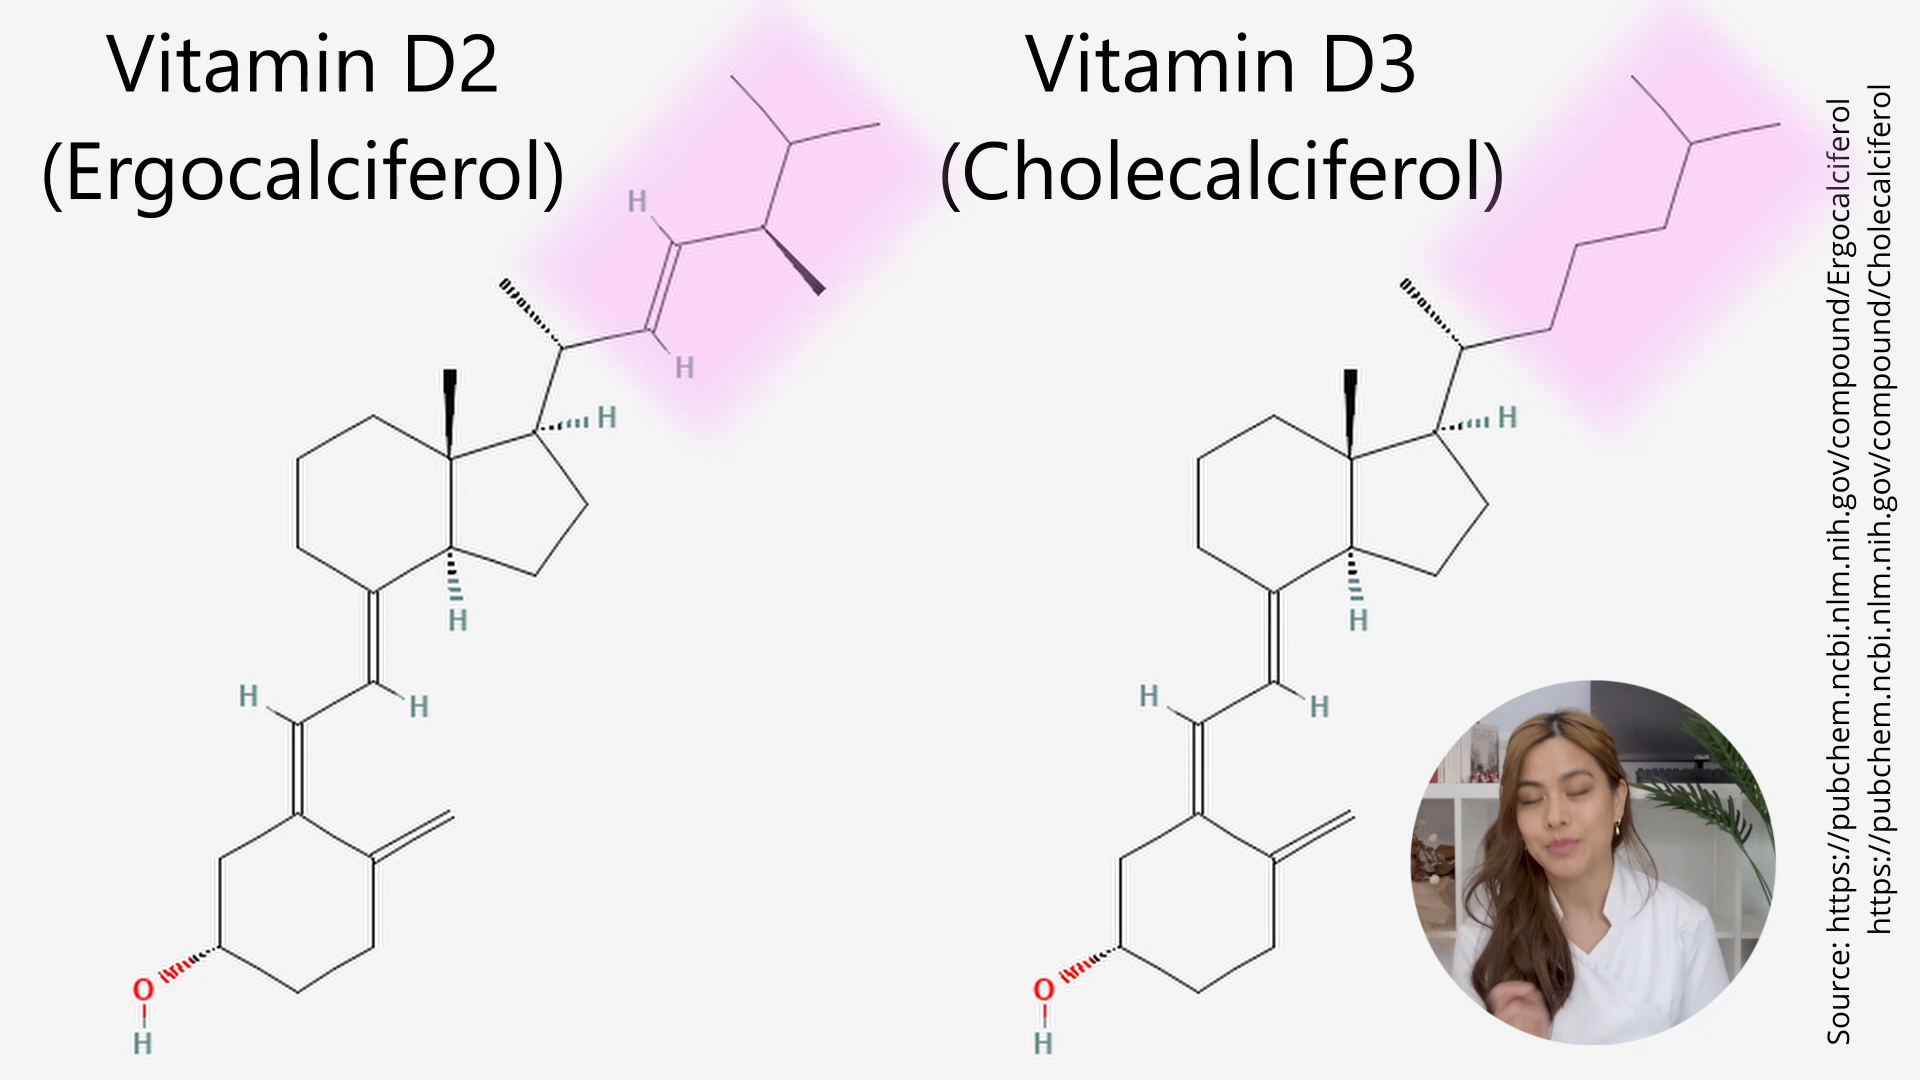 Vitamin D2
(Ergocalciferol)
Vitamin D3
(Cholecalciferol)
H
H
H
H
H
H
O
H
H
H
H
H
O
H
Source: https://pubchem.ncbi.nlm.nih.gov/compound/Ergocalciferol
https://pubchem.ncbi.nlm.nih.gov/compound/Cholecalciferol